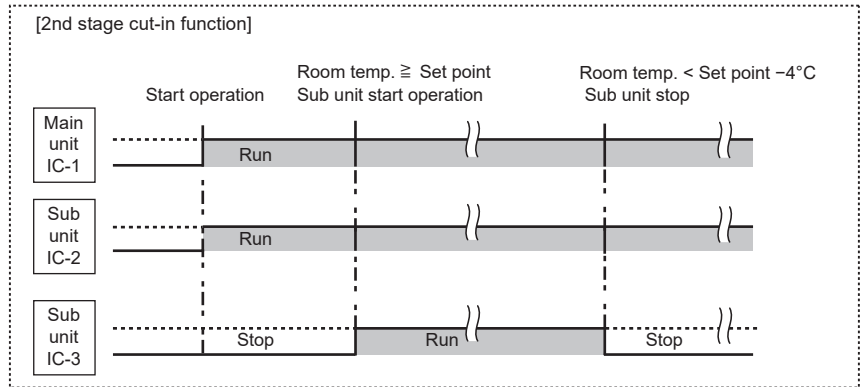 [2nd stage cut-in function]
Room temp. ≧ Set point
Room temp. < Set point −4°C
Start operation
Sub unit start operation
Sub unit stop
Main
unit
IC-1
Run
Sub
unit
IC-2
Run
Sub
unit
IC-3
Stop
Run
Stop